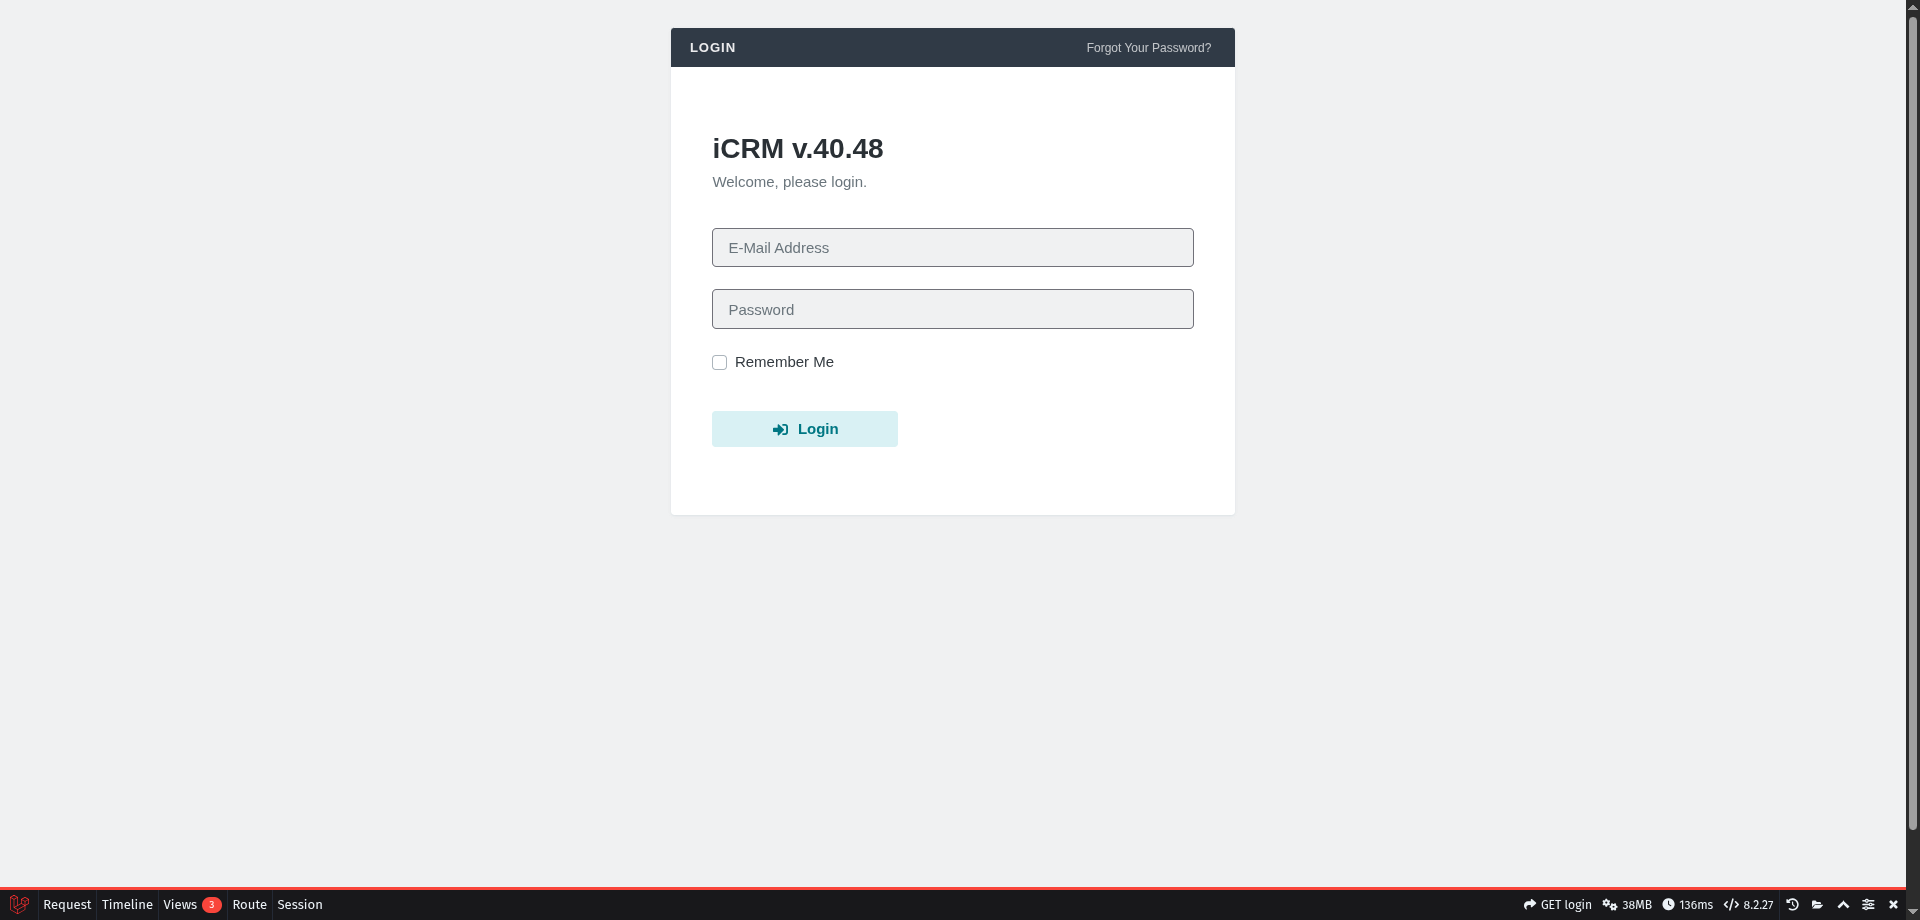 LOGIN Forgot Your Password?
iCRM v.40.48
Welcome, please login.
E-Mail Address
Password
Remember Me
Login
Request Timeline Views 3 Route Session GET login 38MB 136ms 8.2.27